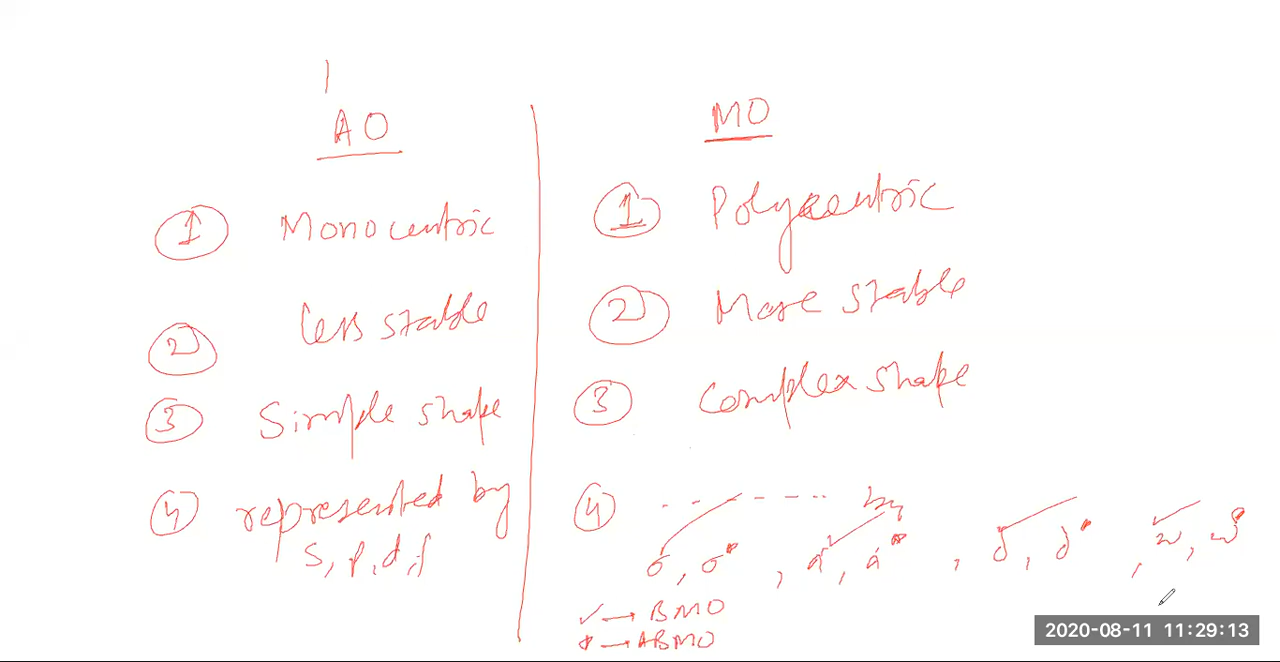 AO
① Monocentric
② less stable
③ Simple shape
④ represented by
s, p, d, f
MO
① Polycentric
② More stable
③ Complex shape
④ - - - - - - by
σ, σ*, π, π*, δ, δ*,
✓ → BMO
* → ABMO
2020-08-11 11:29:13